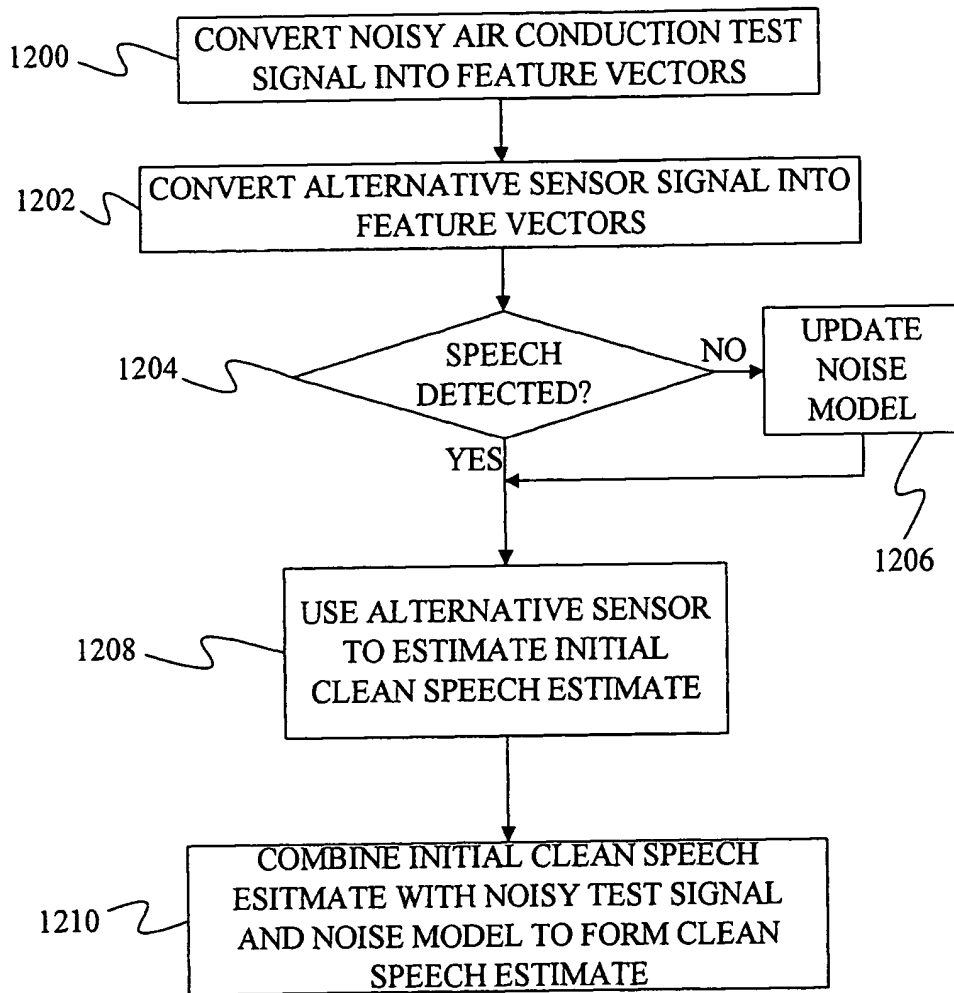 1200
CONVERT NOISY AIR CONDUCTION TEST
SIGNAL INTO FEATURE VECTORS
1202
CONVERT ALTERNATIVE SENSOR SIGNAL INTO
FEATURE VECTORS
1204
SPEECH
DETECTED?
NO
UPDATE
NOISE
MODEL
YES
1206
1208
USE ALTERNATIVE SENSOR
TO ESTIMATE INITIAL
CLEAN SPEECH ESTIMATE
1210
COMBINE INITIAL CLEAN SPEECH
ESITMATE WITH NOISY TEST SIGNAL
AND NOISE MODEL TO FORM CLEAN
SPEECH ESTIMATE